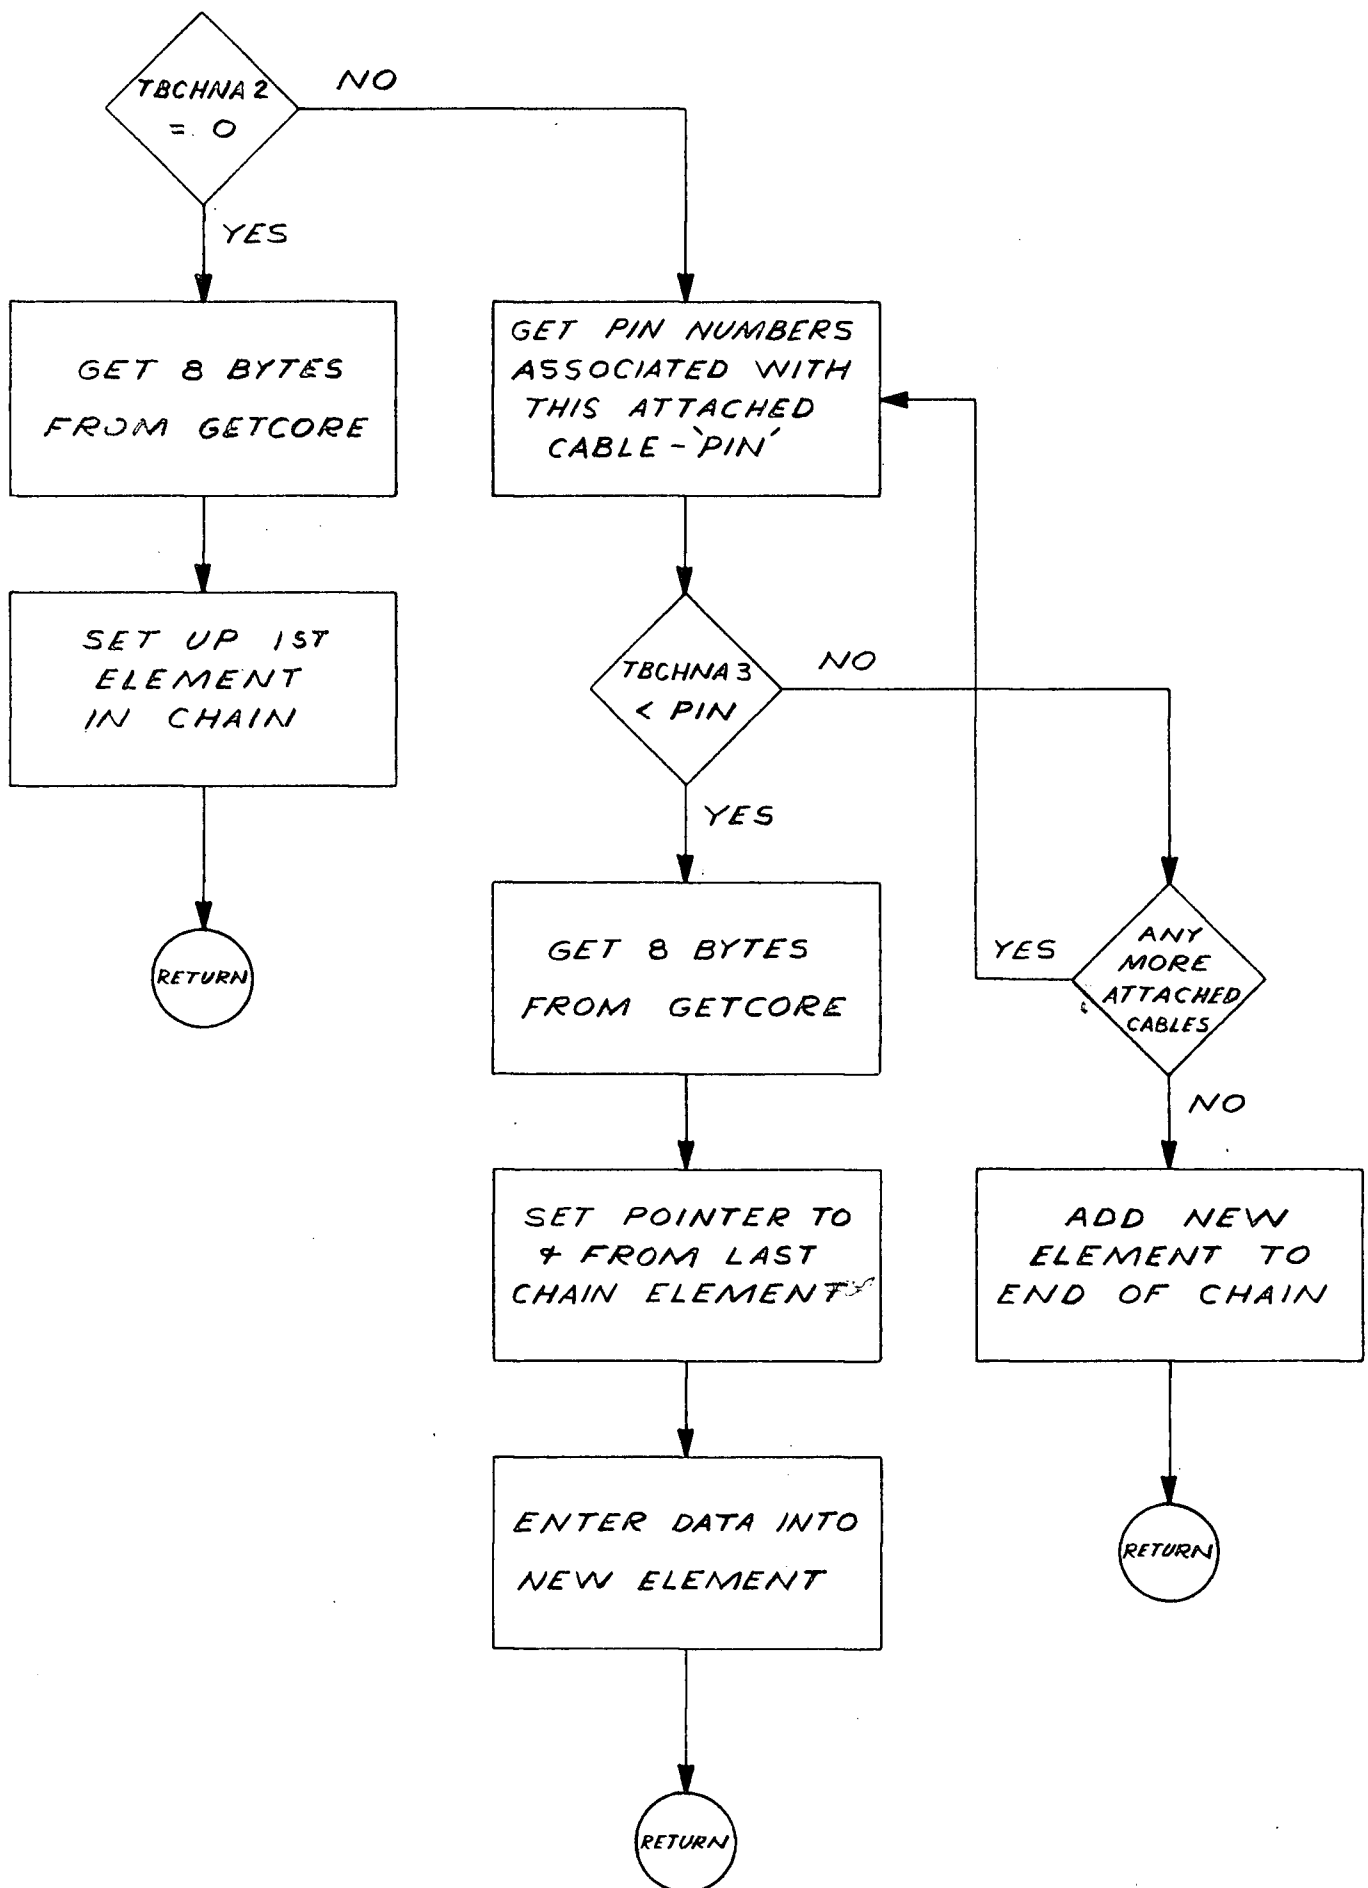 TBCHNA2
= 0
NO
YES
GET 8 BYTES
FROM GETCORE
SET UP 1ST
ELEMENT
IN CHAIN
RETURN
GET PIN NUMBERS
ASSOCIATED WITH
THIS ATTACHED
CABLE - 'PIN'
TBCHNA3
< PIN
NO
YES
GET 8 BYTES
FROM GETCORE
SET POINTER TO
& FROM LAST
CHAIN ELEMENT
ENTER DATA INTO
NEW ELEMENT
RETURN
ANY
MORE
ATTACHED
CABLES
YES
NO
ADD NEW
ELEMENT TO
END OF CHAIN
RETURN